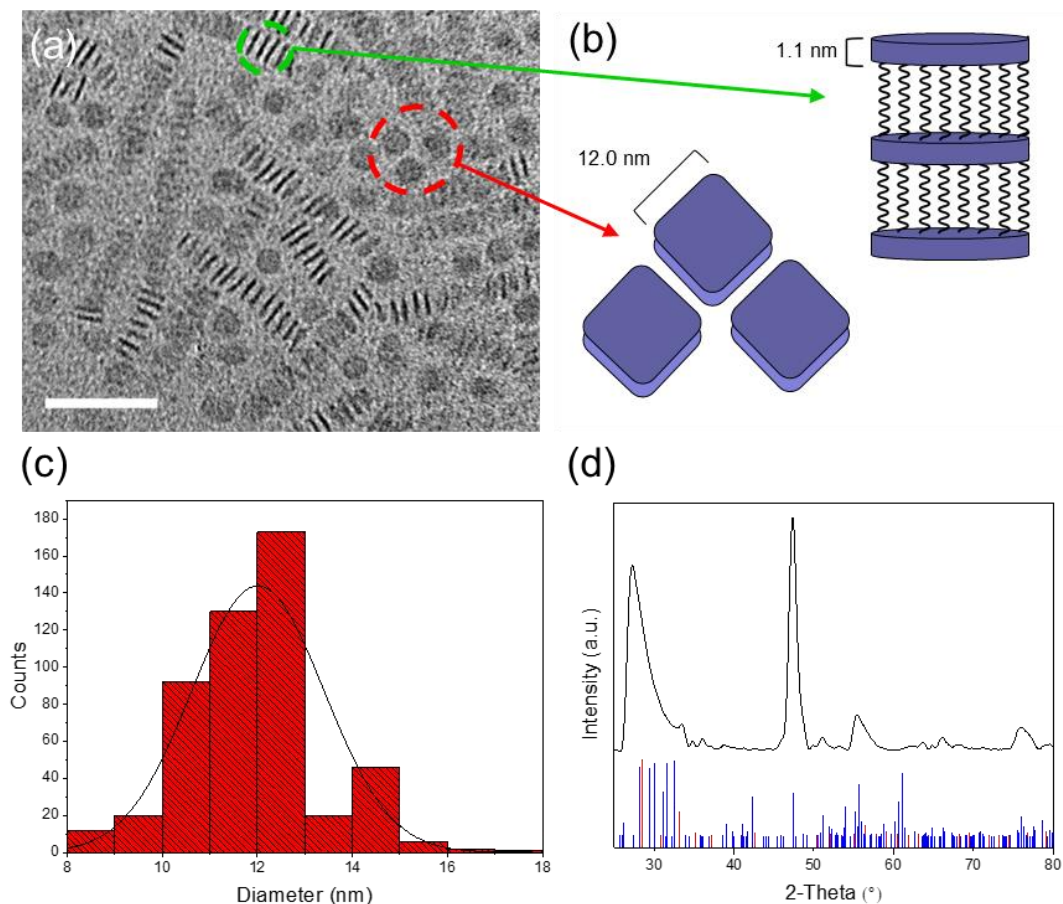 (a)
(b)
1.1 nm
12.0 nm
(c)
180
160
140
120
100
80
60
40
20
0
Counts
8 10 12 14 16 18
Diameter (nm)
(d)
Intensity (a.u.)
30 40 50 60 70 80
2-Theta (°)